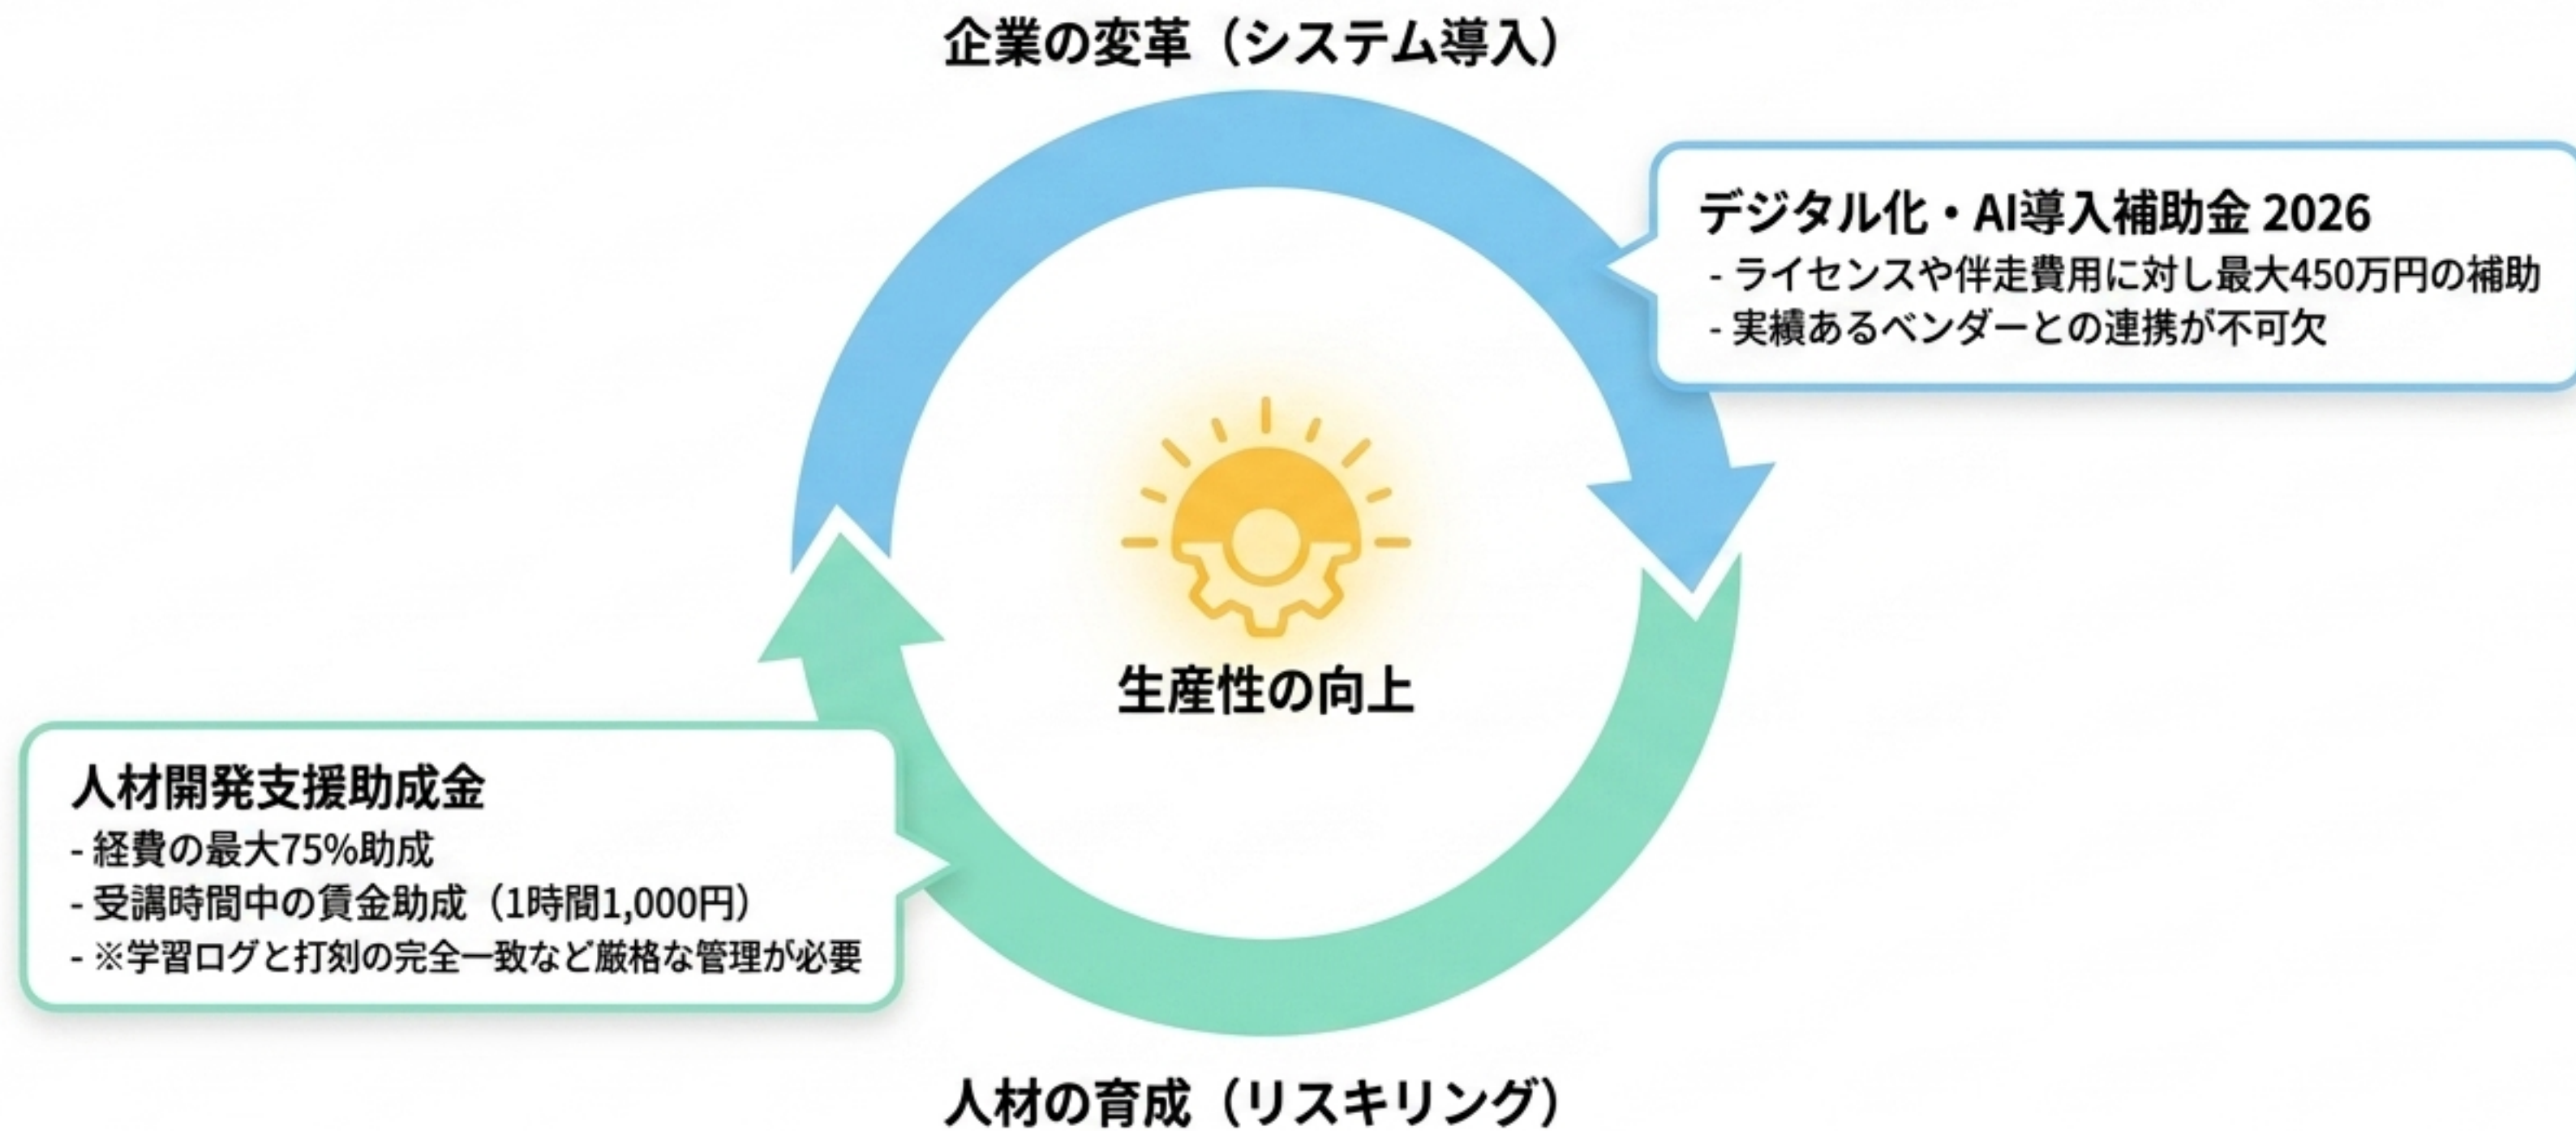 企業の変革（システム導入）
デジタル化・AI導入補助金 2026
- ライセンスや伴走費用に対し最大450万円の補助
- 実績あるベンダーとの連携が不可欠
生産性の向上
人材開発支援助成金
- 経費の最大75%助成
- 受講時間中の賃金助成（1時間1,000円）
- ※学習ログと打刻の完全一致など厳格な管理が必要
人材の育成（リスキリング）